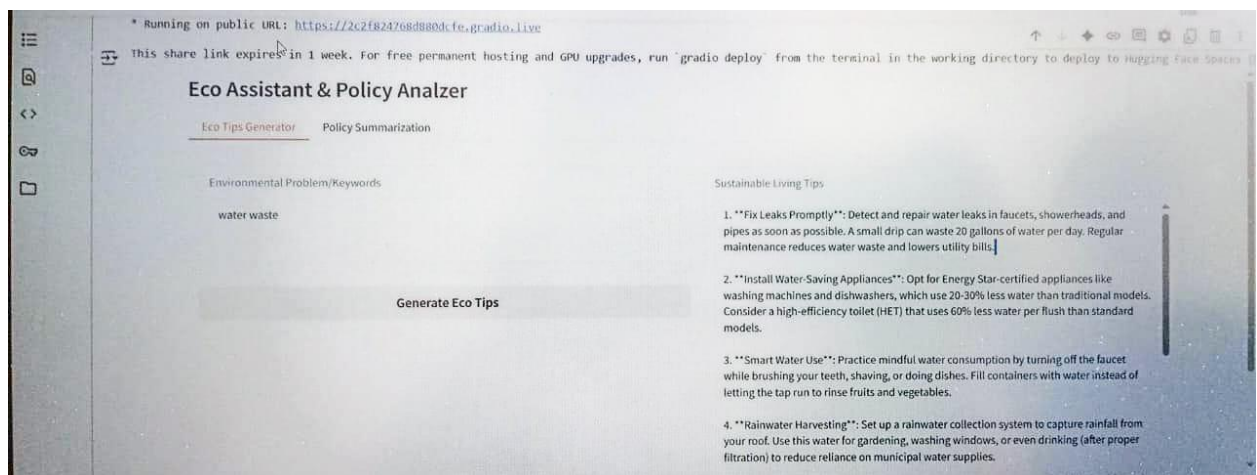 * Running on public URL: https://2c2f824768d880dcfe.gradio.live
This share link expires in 1 week. For free permanent hosting and GPU upgrades, run `gradio deploy` from the terminal in the working directory to deploy to Hugging Face Spaces
Eco Assistant & Policy Analzer
Eco Tips Generator Policy Summarization
Environmental Problem/Keywords
water waste
Generate Eco Tips
Sustainable Living Tips
1. **Fix Leaks Promptly**: Detect and repair water leaks in faucets, showerheads, and
pipes as soon as possible. A small drip can waste 20 gallons of water per day. Regular
maintenance reduces water waste and lowers utility bills.
2. **Install Water-Saving Appliances**: Opt for Energy Star-certified appliances like
washing machines and dishwashers, which use 20-30% less water than traditional models.
Consider a high-efficiency toilet (HET) that uses 60% less water per flush than standard
models.
3. **Smart Water Use**: Practice mindful water consumption by turning off the faucet
while brushing your teeth, shaving, or doing dishes. Fill containers with water instead of
letting the tap run to rinse fruits and vegetables.
4. **Rainwater Harvesting**: Set up a rainwater collection system to capture rainfall from
your roof. Use this water for gardening, washing windows, or even drinking (after proper
filtration) to reduce reliance on municipal water supplies.